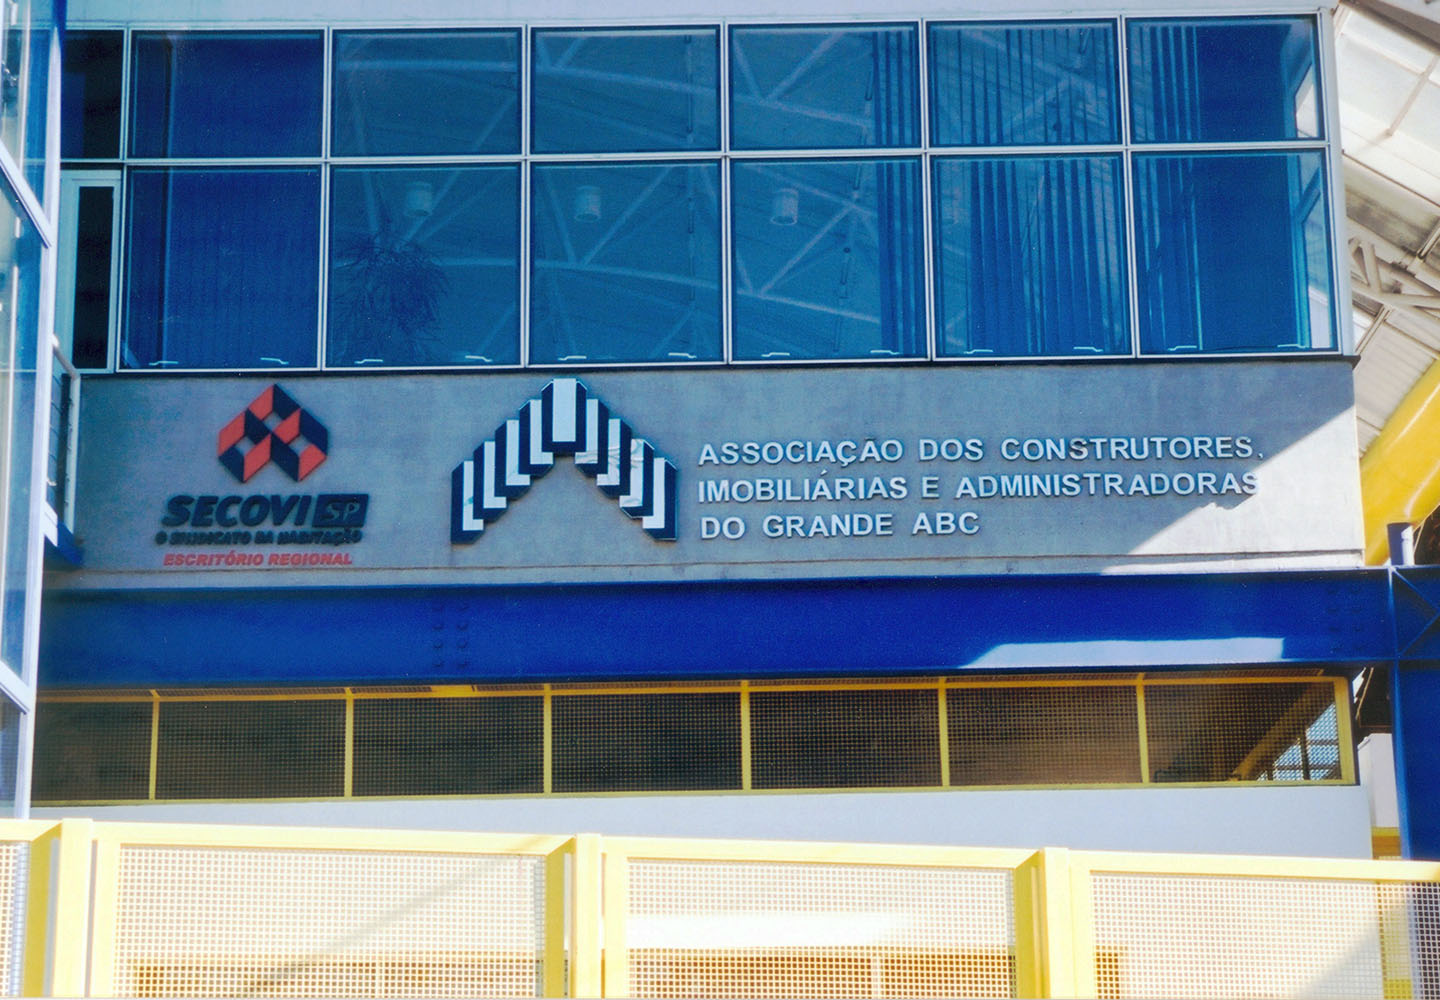 SECOVI SP
O SINDICATO DA HABITAÇÃO
ESCRITÓRIO REGIONAL
ASSOCIAÇÃO DOS CONSTRUTORES,
IMOBILIÁRIAS E ADMINISTRADORAS
DO GRANDE ABC